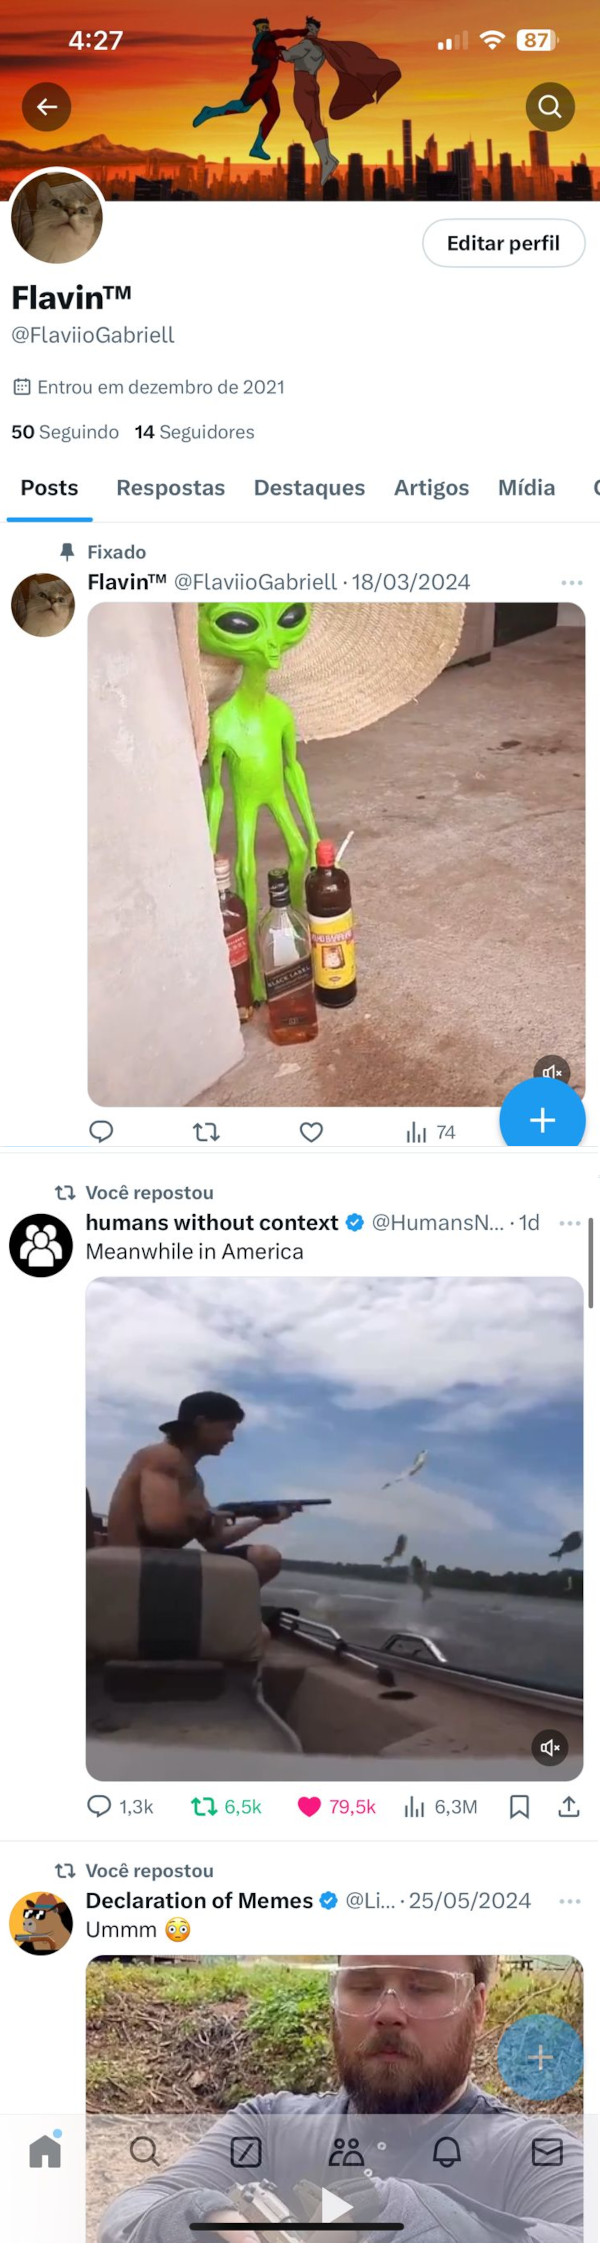 4:27
87
Editar perfil
Flavin™
@FlaviioGabriell
Entrou em dezembro de 2021
50 Seguindo 14 Seguidores
Posts Respostas Destaques Artigos Mídia
Fixado
Flavin™ @FlaviioGabriell · 18/03/2024
BLACK LABEL
74
Você repostou
humans without context @HumansN... · 1d
Meanwhile in America
1,3k 6,5k 79,5k 6,3M
Você repostou
Declaration of Memes @Li... · 25/05/2024
Ummm 😳